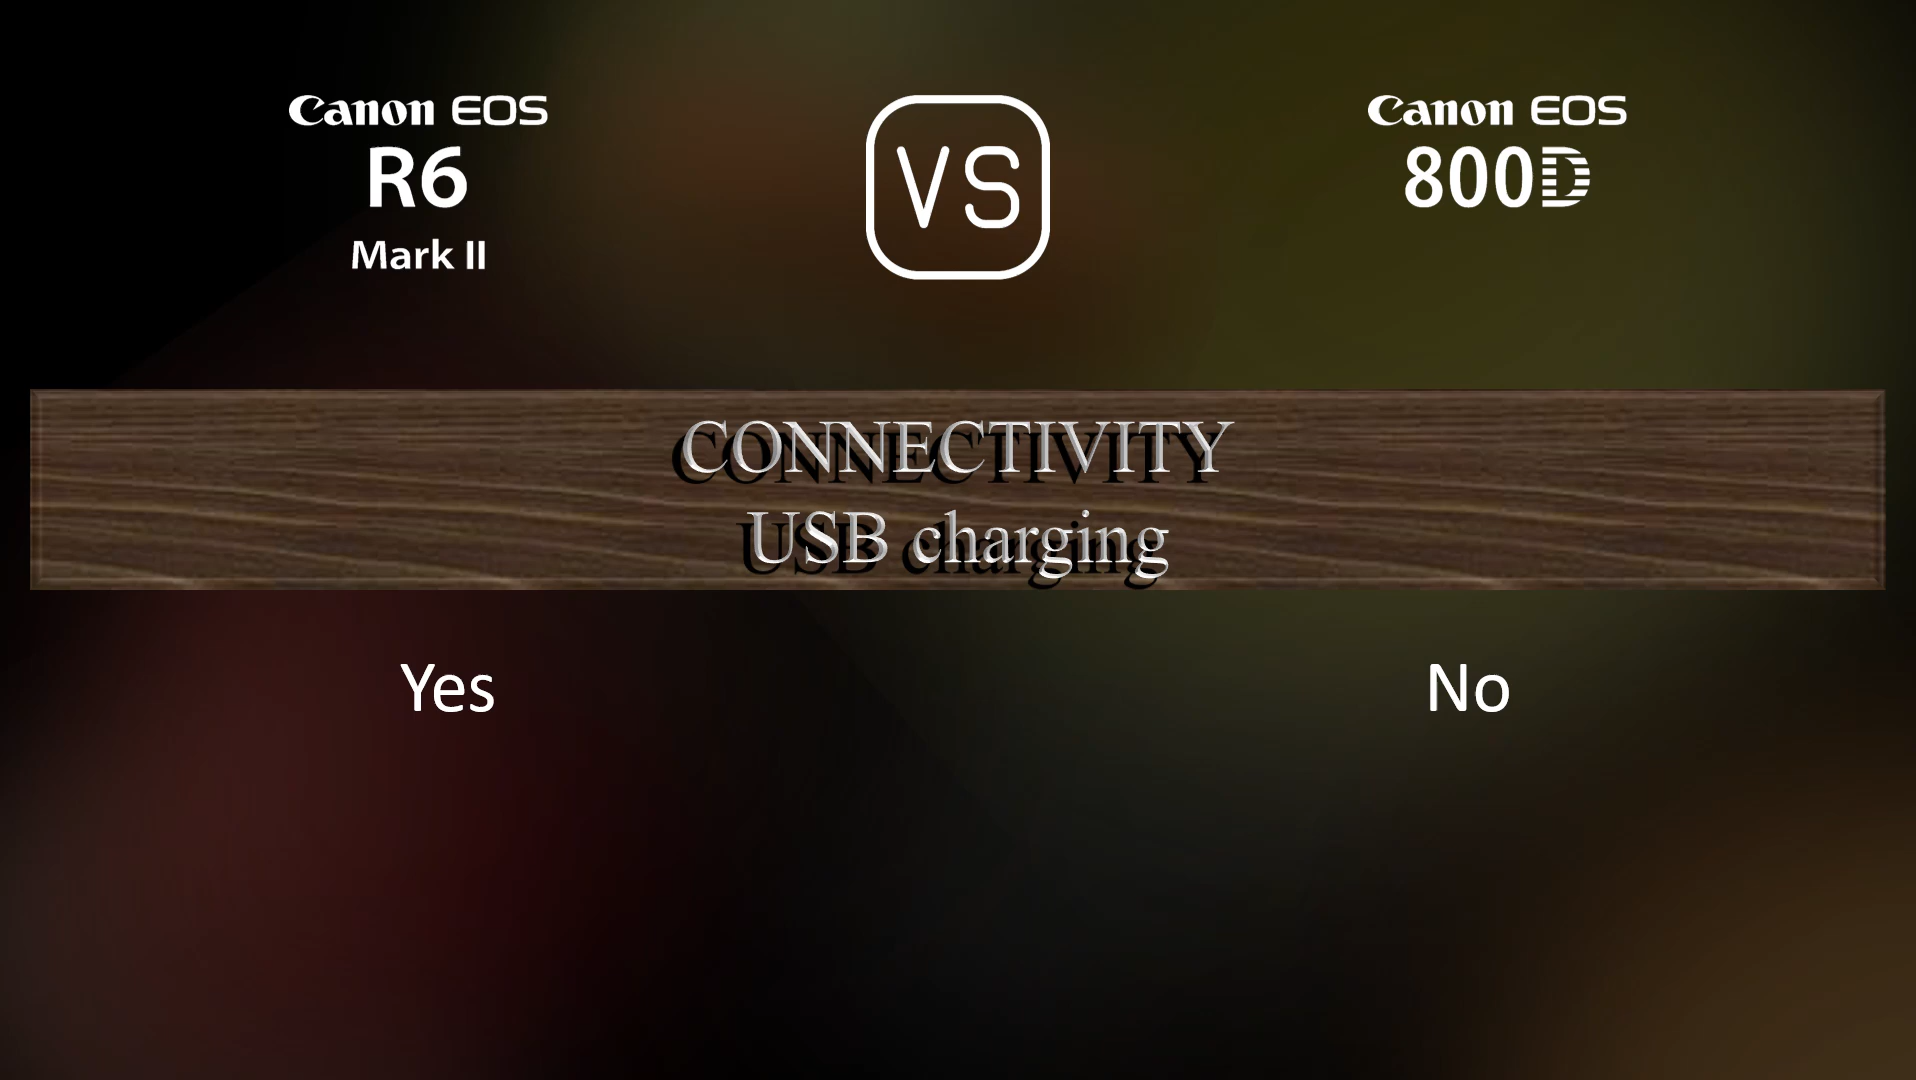 Canon EOS
R6
Mark II
VS
Canon EOS
800D
CONNECTIVITY
USB charging
Yes
No